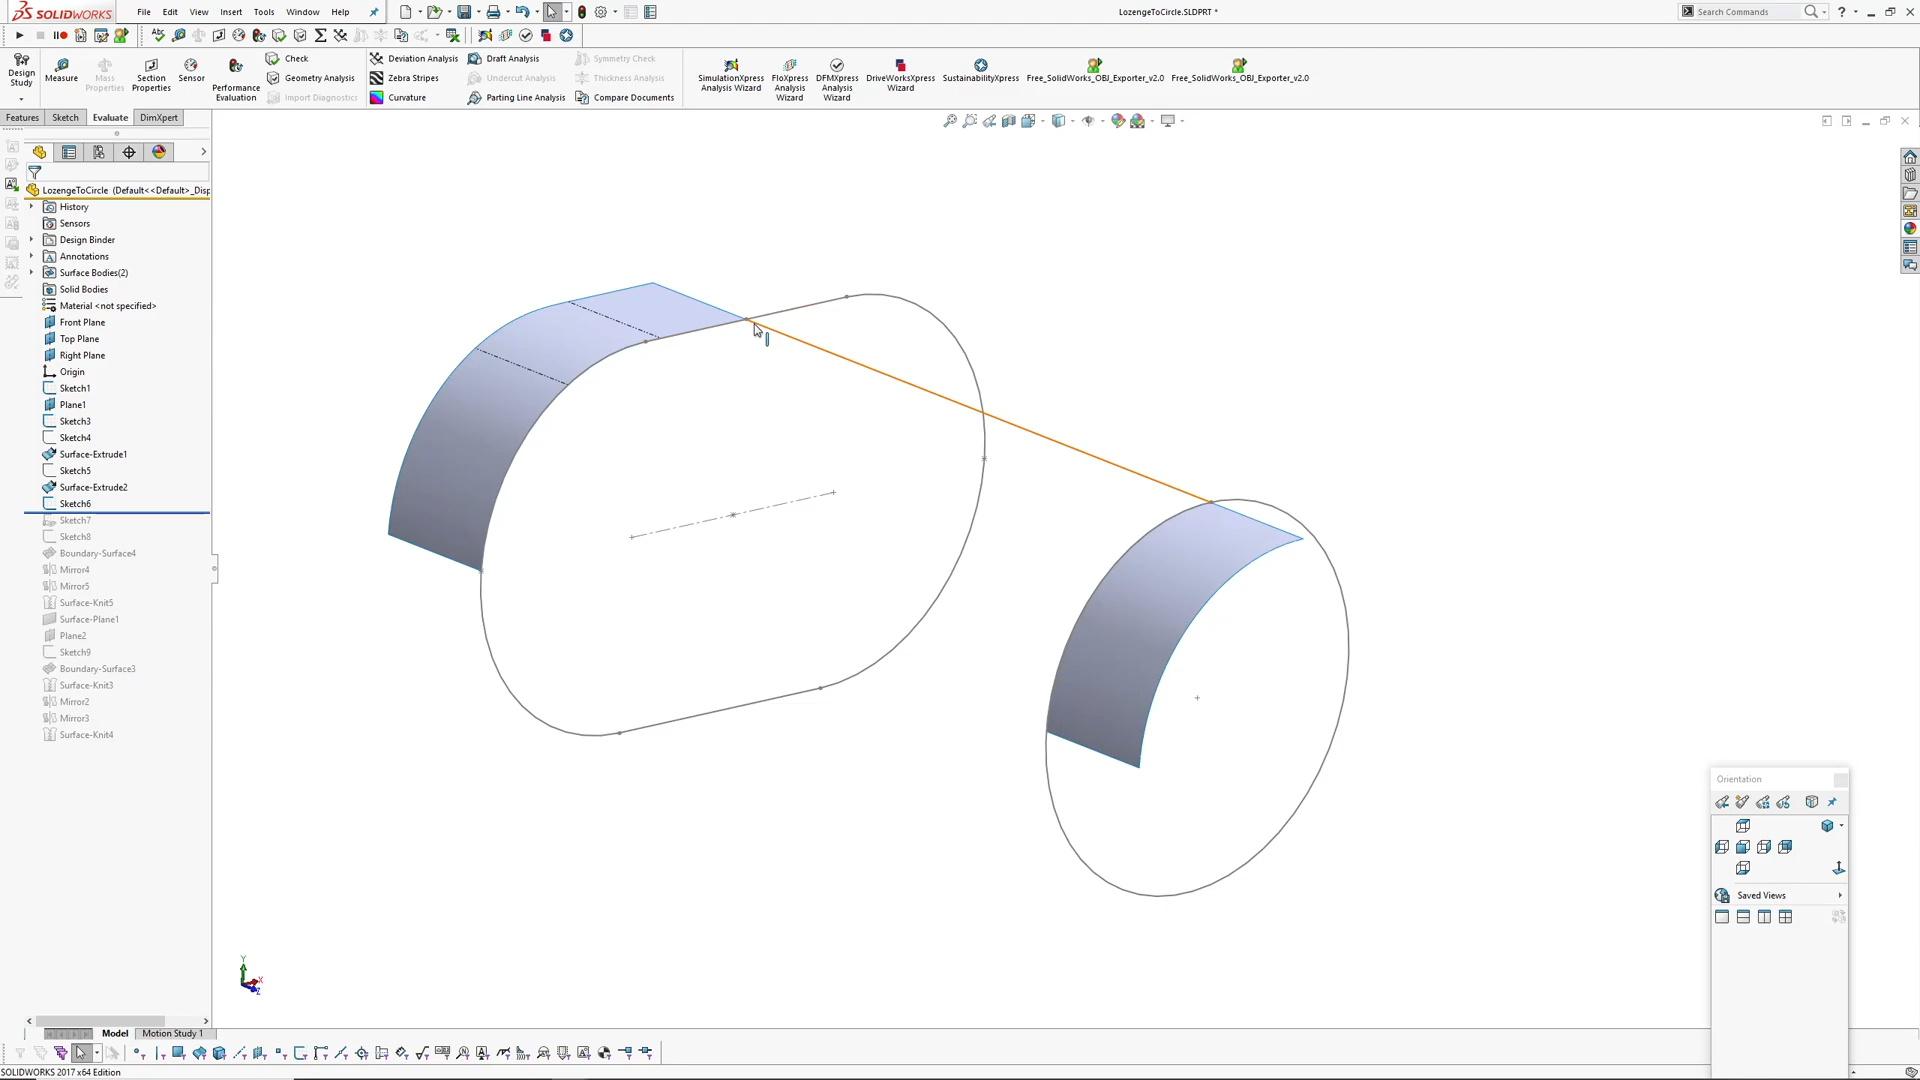 SOLIDWORKS
File
Edit
View
Insert
Tools
Window
Help
LozengeToCircle.SLDPRT *
Search Commands
Design Study
Measure
Mass Properties
Section Properties
Sensor
Performance Evaluation
Check
Geometry Analysis
Import Diagnostics
Deviation Analysis
Zebra Stripes
Curvature
Draft Analysis
Undercut Analysis
Parting Line Analysis
Symmetry Check
Thickness Analysis
Compare Documents
SimulationXpress Analysis Wizard
FloXpress Analysis Wizard
DFMXpress Analysis Wizard
DriveWorksXpress Wizard
SustainabilityXpress
Free_SolidWorks_OBJ_Exporter_v2.0
Free_SolidWorks_OBJ_Exporter_v2.0
Features
Sketch
Evaluate
DimXpert
LozengeToCircle (Default<<Default>_Disp
History
Sensors
Design Binder
Annotations
Surface Bodies(2)
Solid Bodies
Material <not specified>
Front Plane
Top Plane
Right Plane
Origin
Sketch1
Plane1
Sketch3
Sketch4
Surface-Extrude1
Sketch5
Surface-Extrude2
Sketch6
Sketch7
Sketch8
Boundary-Surface4
Mirror4
Mirror5
Surface-Knit5
Surface-Plane1
Plane2
Sketch9
Boundary-Surface3
Surface-Knit3
Mirror2
Mirror3
Surface-Knit4
Orientation
Saved Views
Y
X
Z
Model
Motion Study 1
SOLIDWORKS 2017 x64 Edition